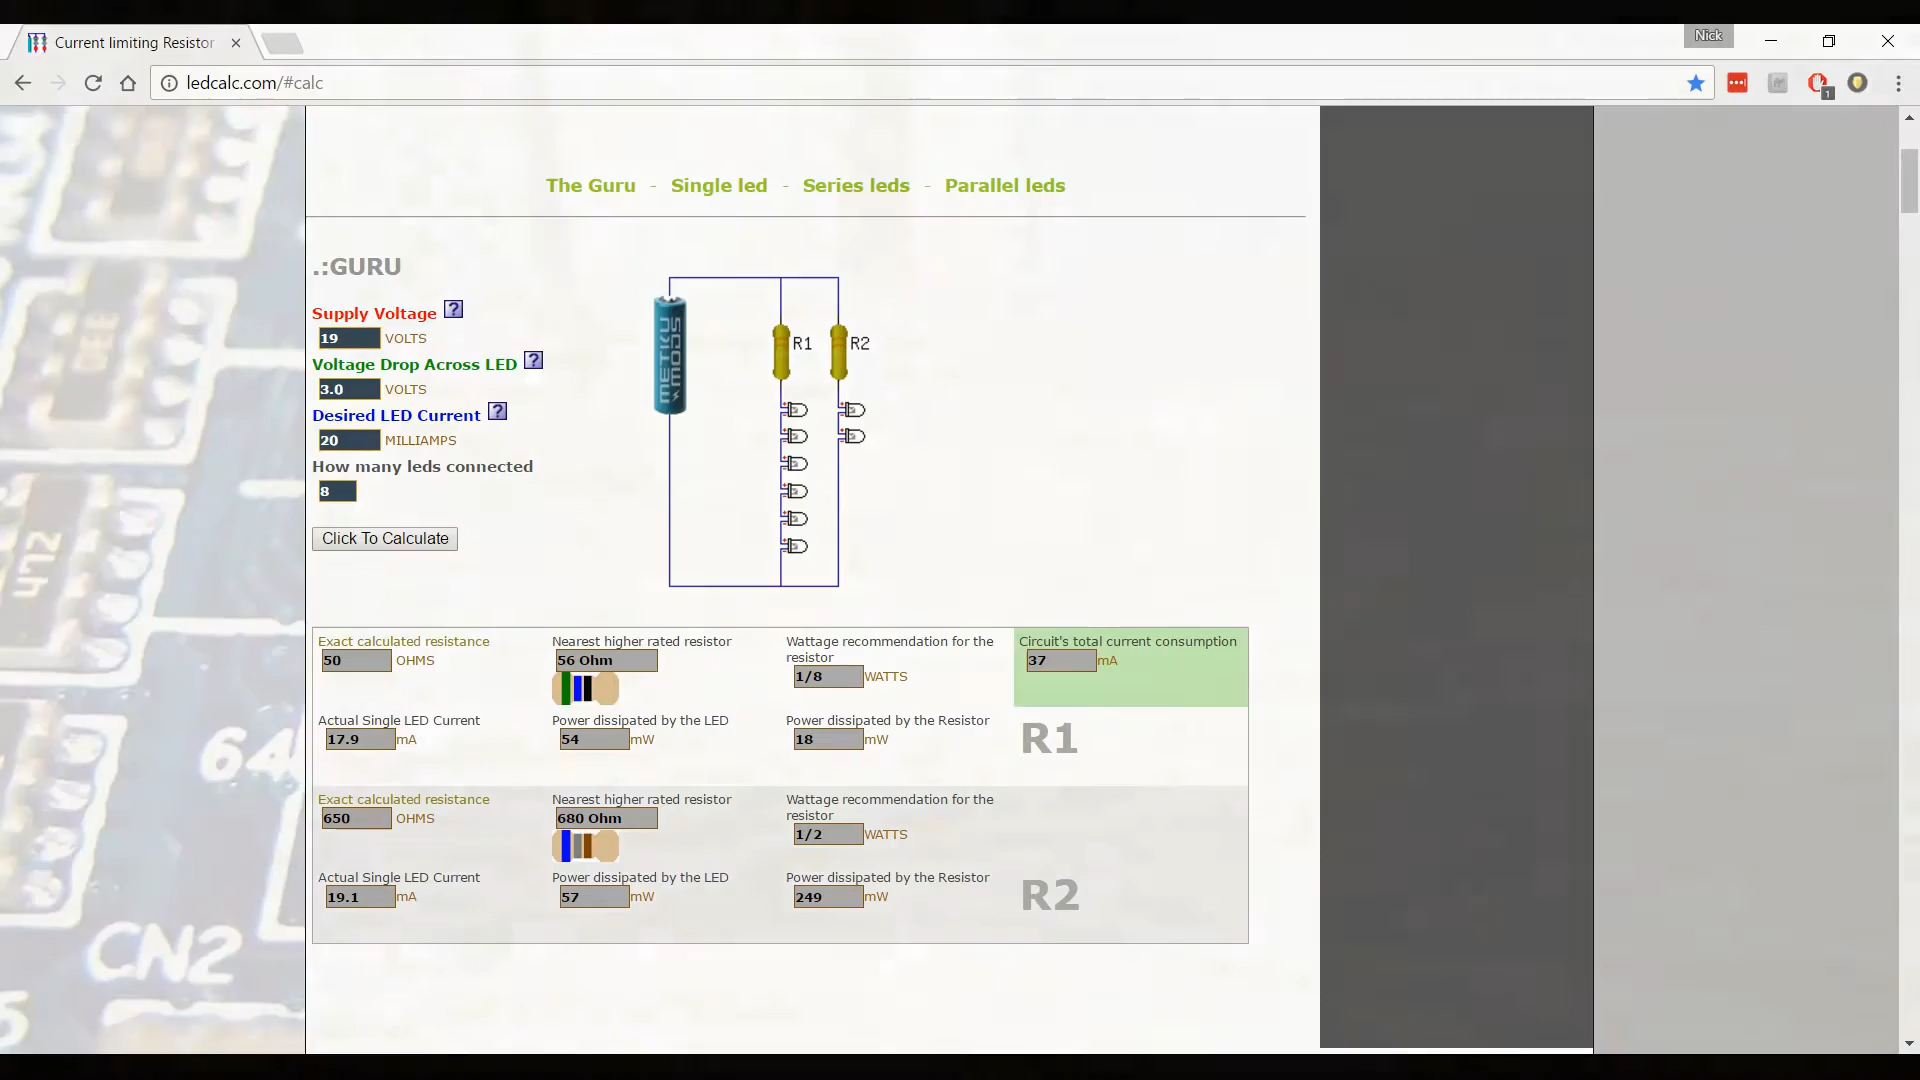 Current limiting Resistor
Nick
ledcalc.com/#calc
1
The Guru - Single led - Series leds - Parallel leds
.:GURU
Supply Voltage ?
19 VOLTS
Voltage Drop Across LED ?
3.0 VOLTS
Desired LED Current ?
20 MILLIAMPS
How many leds connected
8
Click To Calculate
METKU MODS
R1 R2
Exact calculated resistance
50 OHMS
Nearest higher rated resistor
56 Ohm
Wattage recommendation for the
resistor
1/8 WATTS
Circuit's total current consumption
37 mA
Actual Single LED Current
17.9 mA
Power dissipated by the LED
54 mW
Power dissipated by the Resistor
18 mW
R1
Exact calculated resistance
650 OHMS
Nearest higher rated resistor
680 Ohm
Wattage recommendation for the
resistor
1/2 WATTS
Actual Single LED Current
19.1 mA
Power dissipated by the LED
57 mW
Power dissipated by the Resistor
249 mW
R2
472
64
CN2